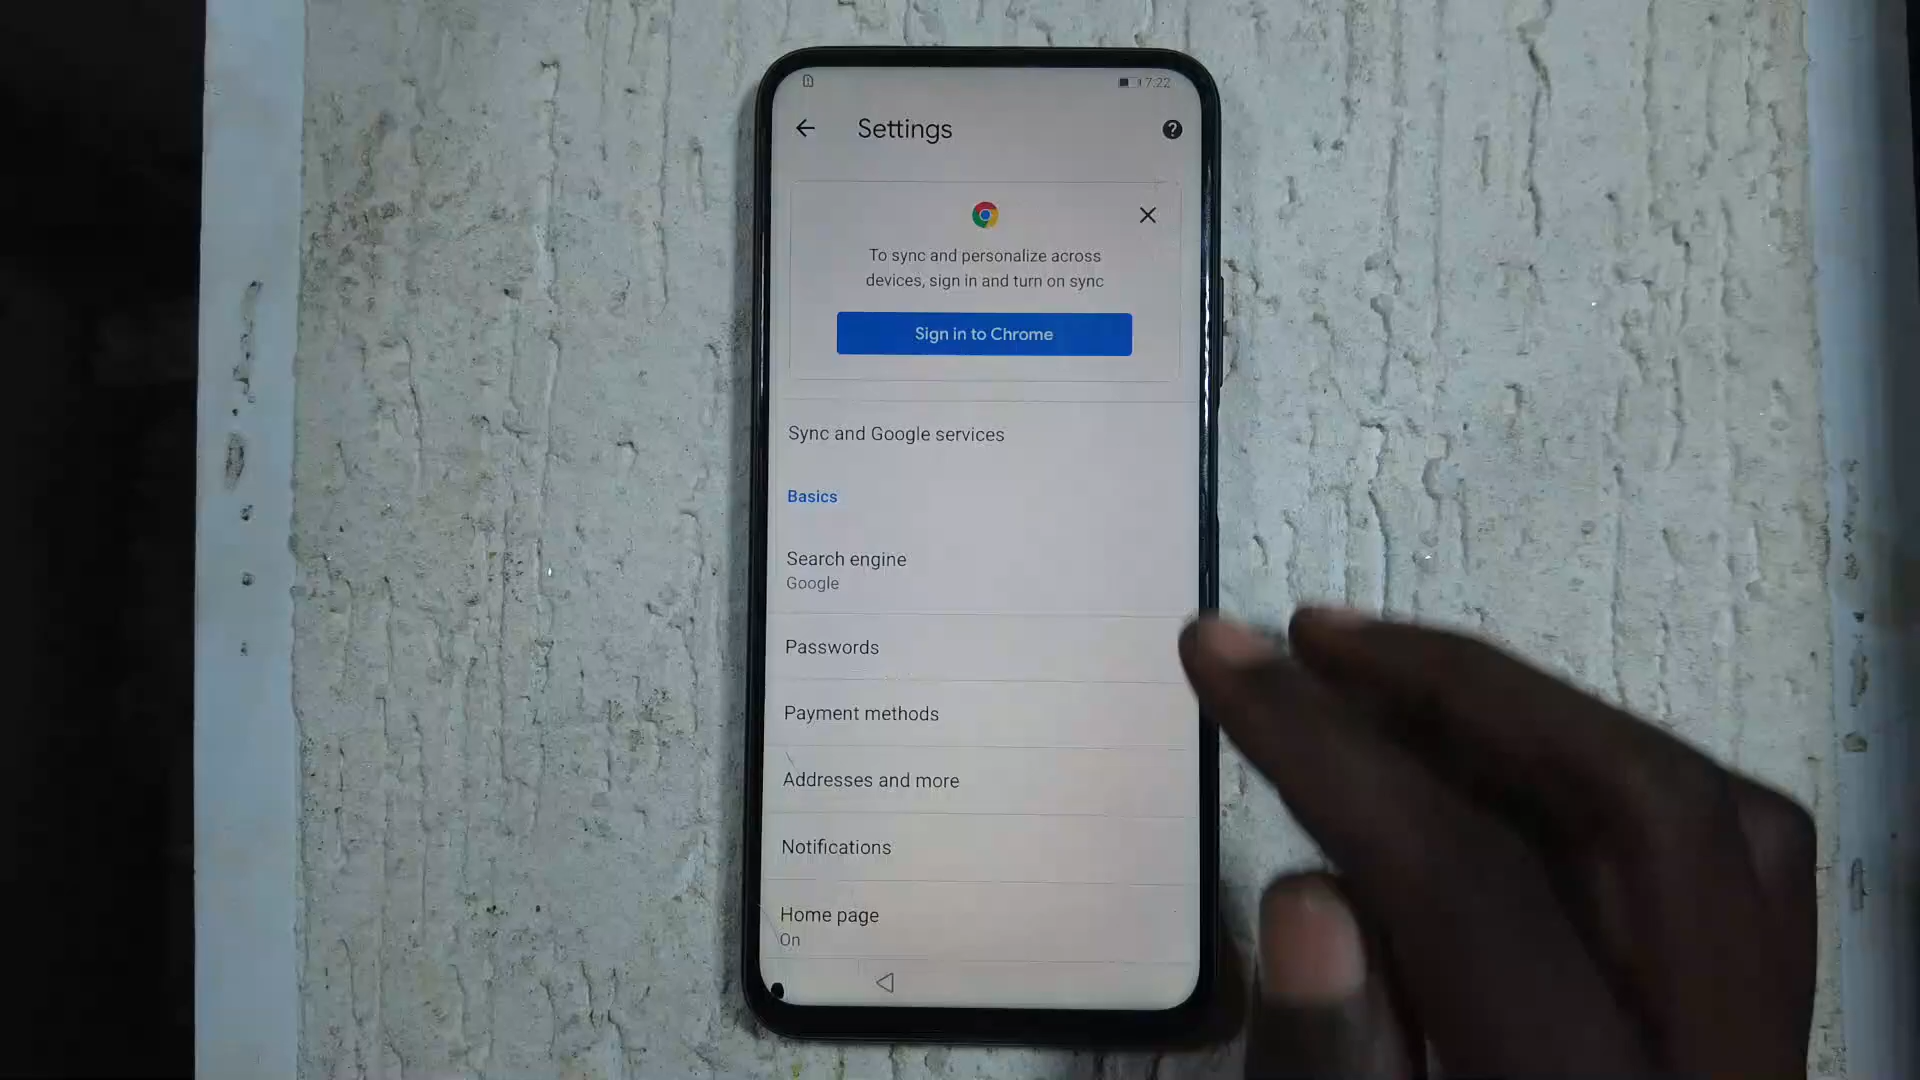 7:22
Settings
To sync and personalize across
devices, sign in and turn on sync
Sign in to Chrome
Sync and Google services
Basics
Search engine
Google
Passwords
Payment methods
Addresses and more
Notifications
Home page
On